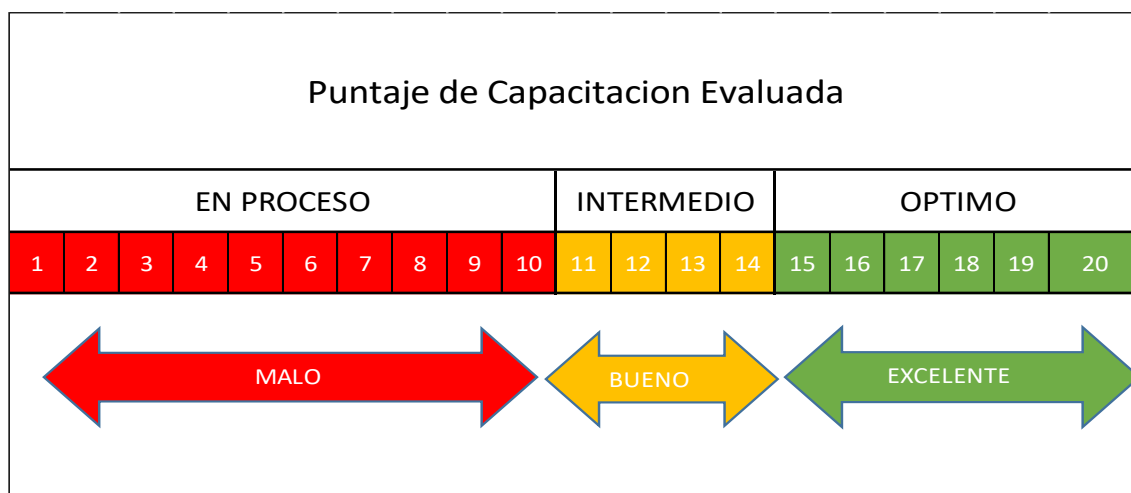 Puntaje de Capacitacion Evaluada
EN PROCESO INTERMEDIO OPTIMO
1 2 3 4 5 6 7 8 9 10 11 12 13 14 15 16 17 18 19 20
MALO BUENO EXCELENTE